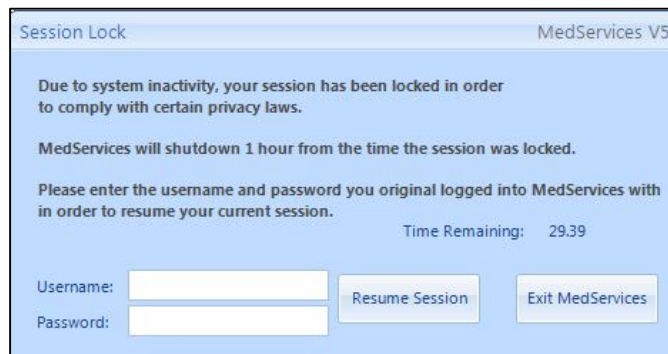 Session Lock MedServices V5
Due to system inactivity, your session has been locked in order
to comply with certain privacy laws.
MedServices will shutdown 1 hour from the time the session was locked.
Please enter the username and password you original logged into MedServices with
in order to resume your current session.
Time Remaining: 29.39
Username:
Resume Session Exit MedServices
Password: